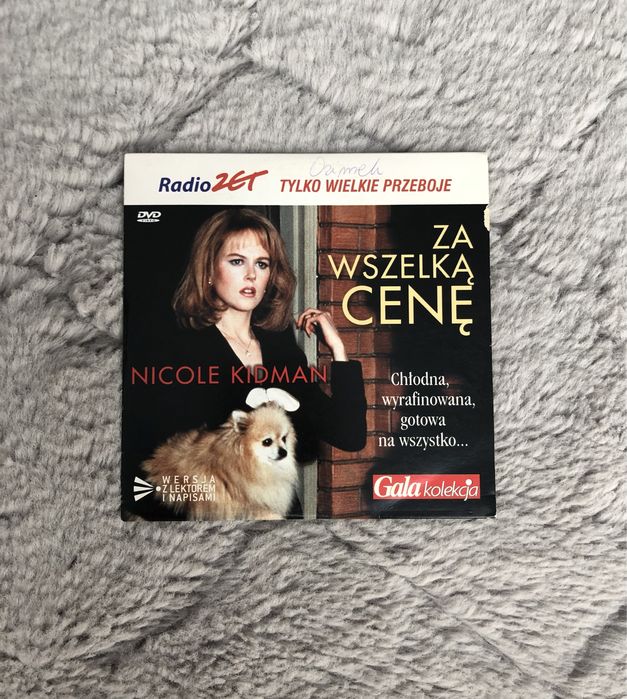 Radio ZET TYLKO WIELKIE PRZEBOJE
DVD
VIDEO
ZA
WSZELKĄ
CENĘ
NICOLE KIDMAN
Chłodna,
wyrafinowana,
gotowa
na wszystko...
WERSJA
Z LEKTOREM
I NAPISAMI
Gala kolekcja